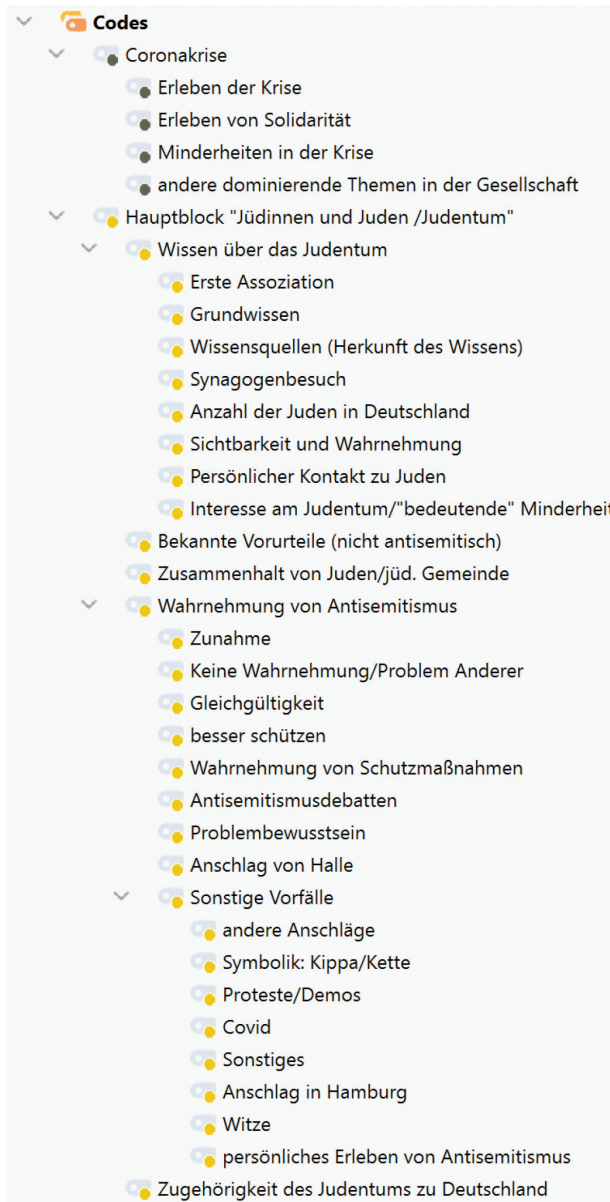 Codes
Coronakrise
Erleben der Krise
Erleben von Solidarität
Minderheiten in der Krise
andere dominierende Themen in der Gesellschaft
Hauptblock "Jüdinnen und Juden /Judentum"
Wissen über das Judentum
Erste Assoziation
Grundwissen
Wissensquellen (Herkunft des Wissens)
Synagogenbesuch
Anzahl der Juden in Deutschland
Sichtbarkeit und Wahrnehmung
Persönlicher Kontakt zu Juden
Interesse am Judentum/"bedeutende" Minderheit
Bekannte Vorurteile (nicht antisemitisch)
Zusammenhalt von Juden/jüd. Gemeinde
Wahrnehmung von Antisemitismus
Zunahme
Keine Wahrnehmung/Problem Anderer
Gleichgültigkeit
besser schützen
Wahrnehmung von Schutzmaßnahmen
Antisemitismusdebatten
Problembewusstsein
Anschlag von Halle
Sonstige Vorfälle
andere Anschläge
Symbolik: Kippa/Kette
Proteste/Demos
Covid
Sonstiges
Anschlag in Hamburg
Witze
persönliches Erleben von Antisemitismus
Zugehörigkeit des Judentums zu Deutschland